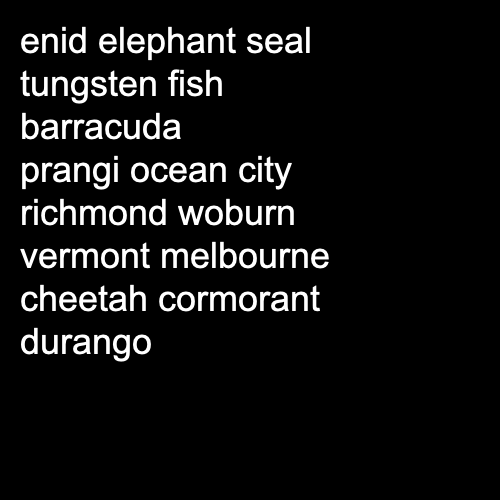 enid elephant seal
tungsten fish
barracuda
prangi ocean city
richmond woburn
vermont melbourne
cheetah cormorant
durango